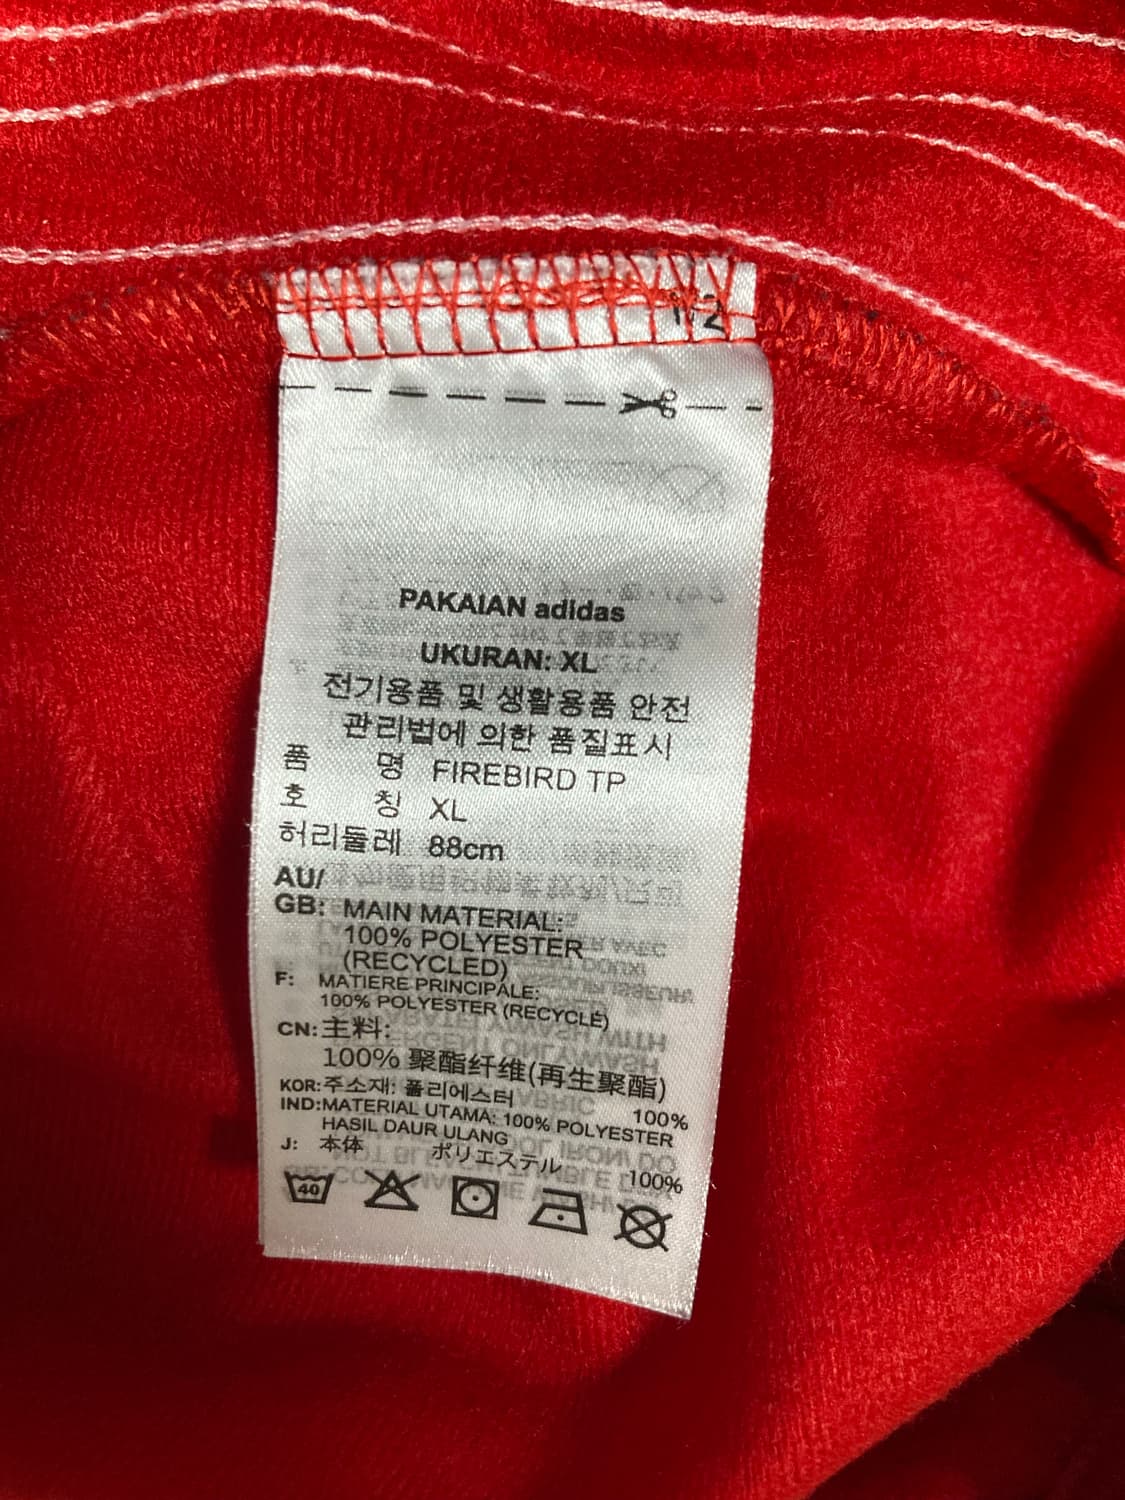 PAKAIAN adidas
UKURAN: XL
전기용품 및 생활용품 안전
관리법에 의한 품질표시
품 명 FIREBIRD TP
호 칭 XL
허리둘레 88cm
AU/
GB: MAIN MATERIAL:
100% POLYESTER
(RECYCLED)
F: MATIERE PRINCIPALE:
100% POLYESTER (RECYCLÉ)
CN: 主料:
100% 聚酯纤维(再生聚酯)
KOR: 주소재: 폴리에스터 100%
IND: MATERIAL UTAMA: 100% POLYESTER
HASIL DAUR ULANG
J: 本体 ポリエステル 100%
40